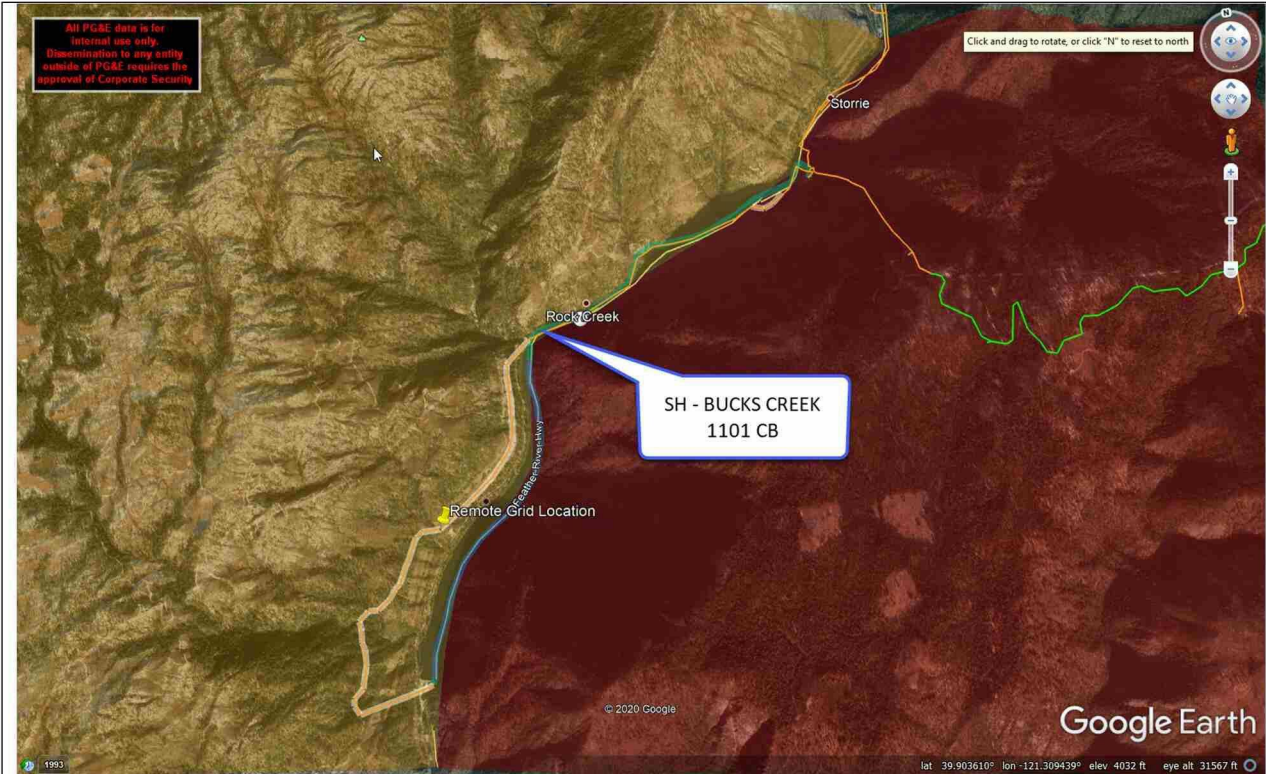 All PG&E data is for
internal use only.
Dissemination to any entity
outside of PG&E requires the
approval of Corporate Security
Click and drag to rotate, or click "N" to reset to north
N
Storrie
Rock Creek
SH - BUCKS CREEK
1101 CB
Feather River Hwy
Remote Grid Location
© 2020 Google
Google Earth
1993
lat 39.903610° lon -121.309439° elev 4032 ft eye alt 31567 ft